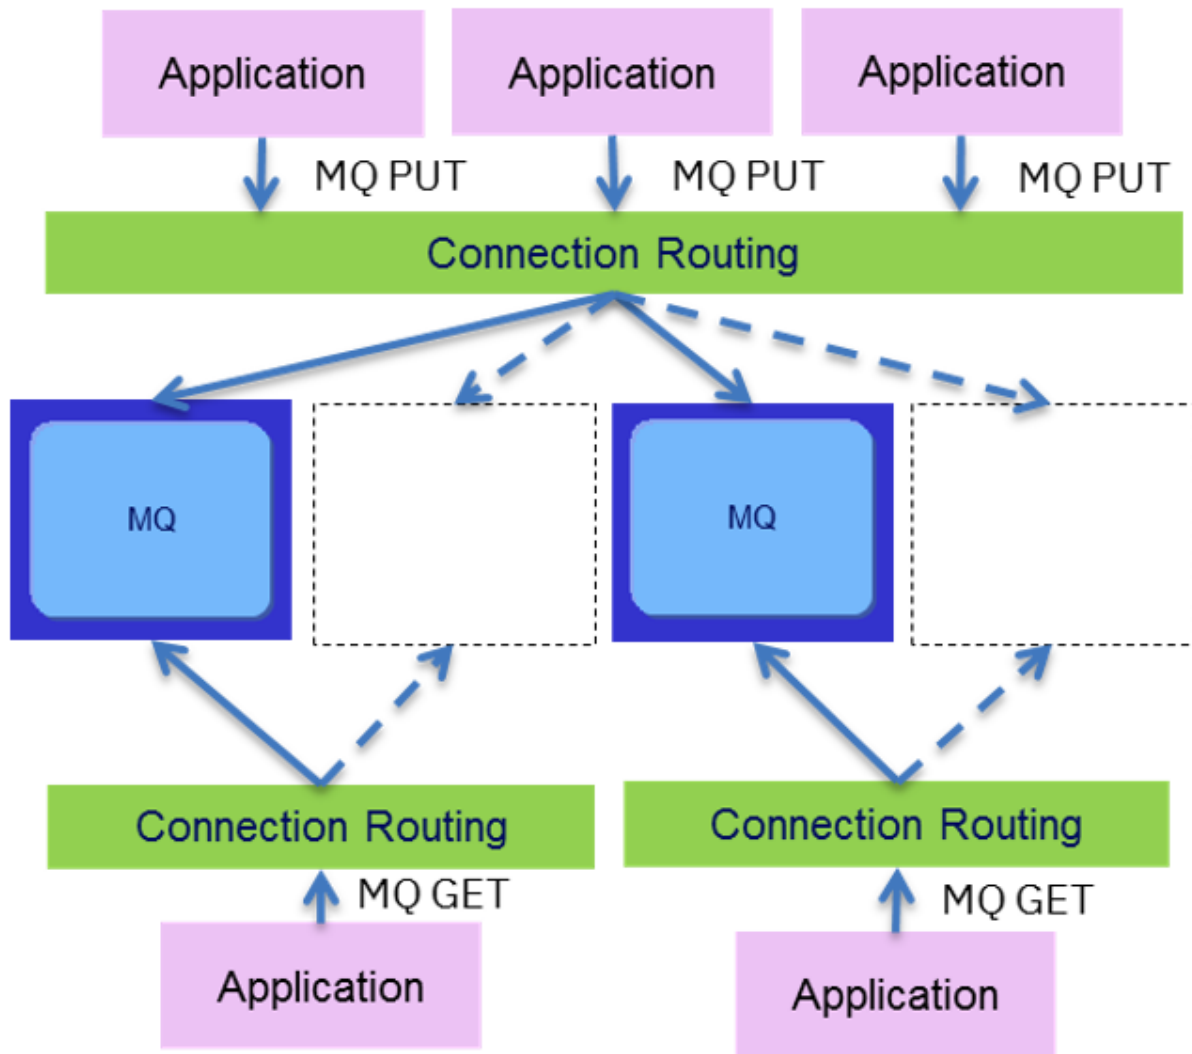 Application
Application
Application
MQ PUT
MQ PUT
MQ PUT
Connection Routing
MQ
MQ
Connection Routing
Connection Routing
MQ GET
MQ GET
Application
Application